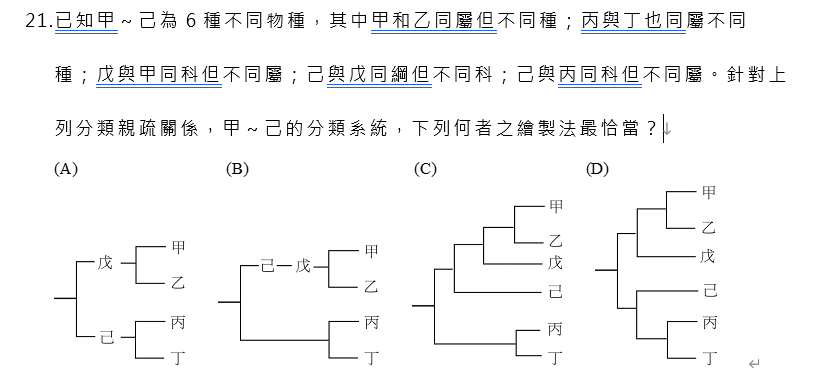 21.已知甲～己為 6 種不同物種，其中甲和乙同屬但不同種；丙與丁也同屬不同
種；戊與甲同科但不同屬；己與戊同綱但不同科；己與丙同科但不同屬。針對上
列分類親疏關係，甲～己的分類系統，下列何者之繪製法最恰當？
(A) (B) (C) (D)
戊 甲 乙 己 丙 丁
己 戊 甲 乙 丙 丁
甲 乙 戊 己 丙 丁
甲 乙 戊 己 丙 丁